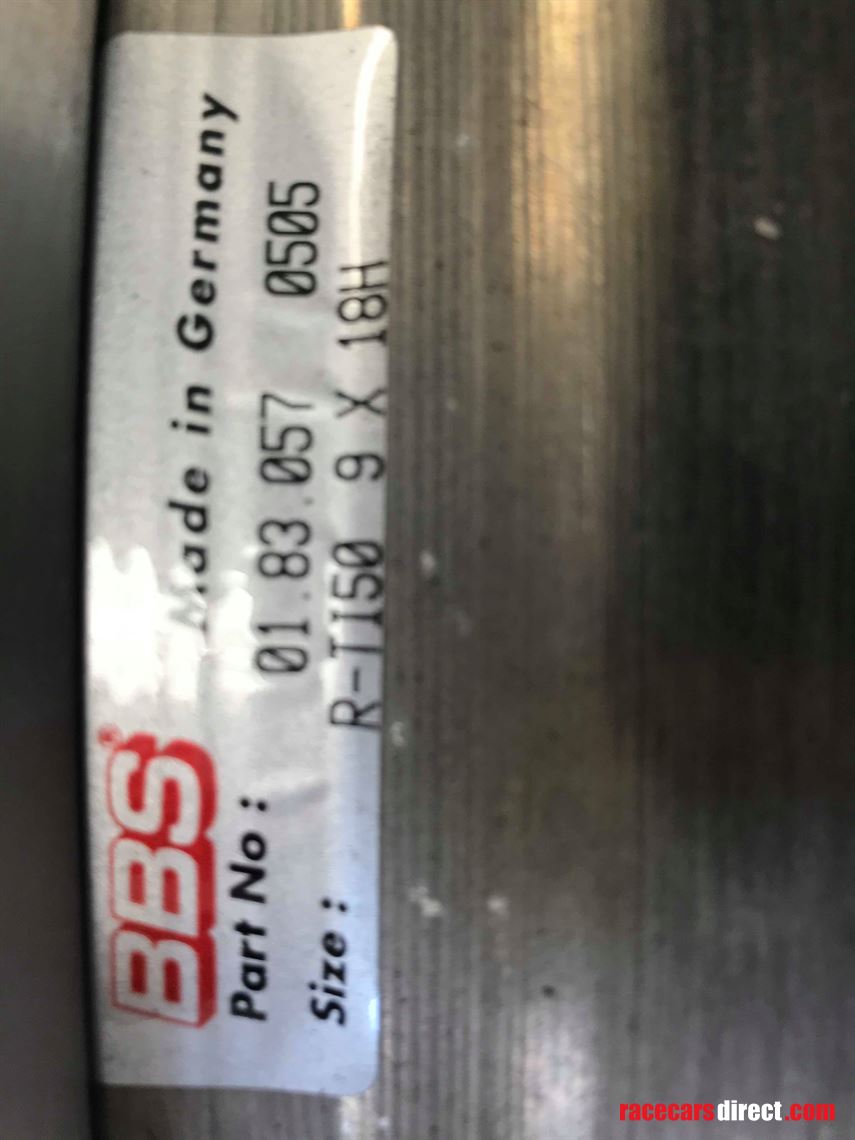 BBS® Made in Germany
Part No : 01.83.057 0505
Size : R-TI50 9 X 18H
racecarsdirect.com